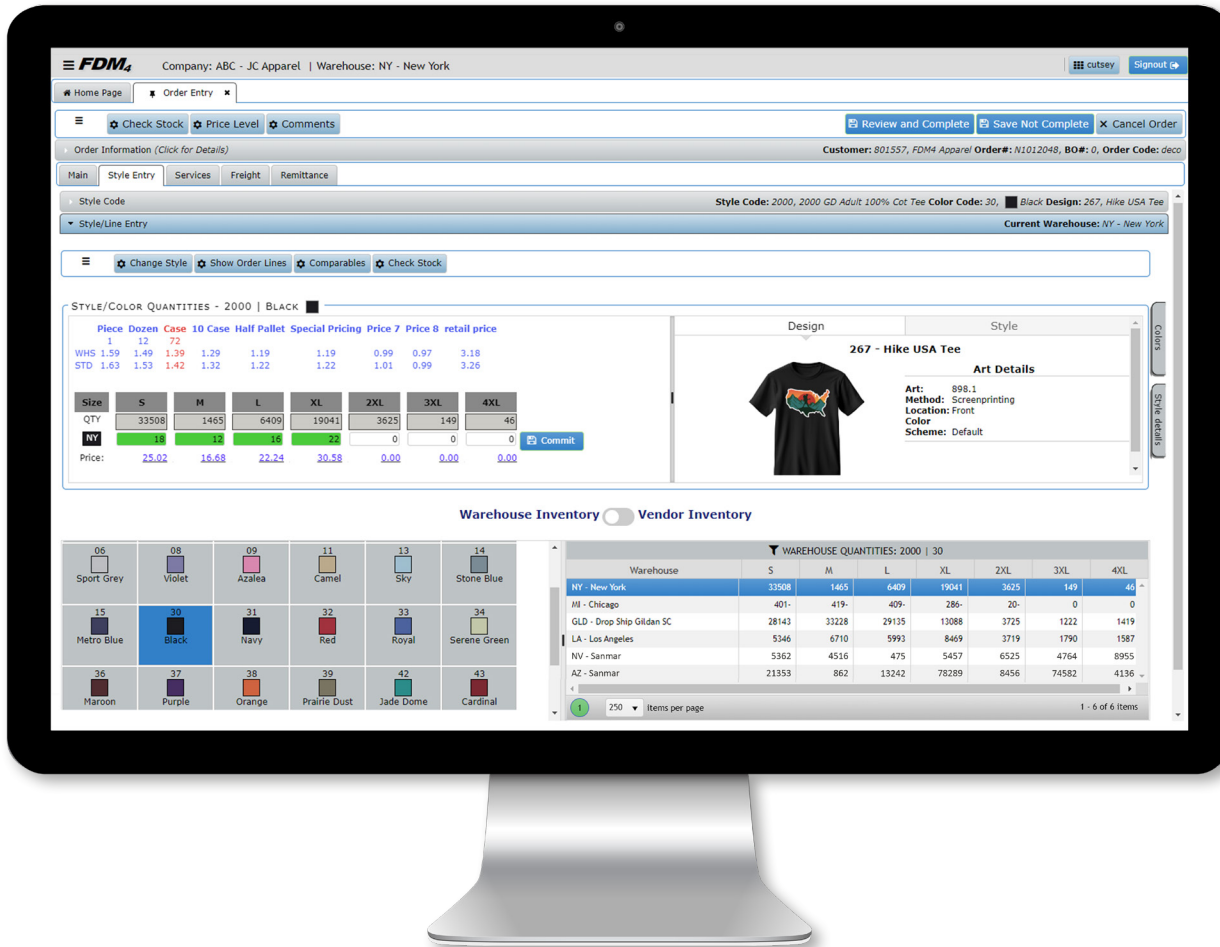 FDM4 Company: ABC - JC Apparel | Warehouse: NY - New York cutsey Signout
Home Page Order Entry
Check Stock Price Level Comments Review and Complete Save Not Complete Cancel Order
Order Information (Click for Details) Customer: 801557, FDM4 Apparel Order#: N1012048, BO#: 0, Order Code: deco
Main Style Entry Services Freight Remittance
Style Code Style Code: 2000, 2000 GD Adult 100% Cot Tee Color Code: 30, Black Design: 267, Hike USA Tee
Style/Line Entry Current Warehouse: NY - New York
Change Style Show Order Lines Comparables Check Stock
Style/Color Quantities - 2000 | Black
Piece Dozen Case 10 Case Half Pallet Special Pricing Price 7 Price 8 retail price
1 12 72
WHS 1.59 1.49 1.39 1.29 1.19 1.19 0.99 0.97 3.18
STD 1.63 1.53 1.42 1.32 1.22 1.22 1.01 0.99 3.26
Size S M L XL 2XL 3XL 4XL
QTY 33508 1465 6409 19041 3625 149 46
NY 18 12 16 22 0 0 0 Commit
Price: 25.02 16.68 22.24 30.58 0.00 0.00 0.00
Design Style
267 - Hike USA Tee
Art Details
Art: 898.1
Method: Screenprinting
Location: Front
Color
Scheme: Default
Colors
Style details
Warehouse Inventory Vendor Inventory
06 08 09 11 13 14
Sport Grey Violet Azalea Camel Sky Stone Blue
15 30 31 32 33 34
Metro Blue Black Navy Red Royal Serene Green
36 37 38 39 42 43
Maroon Purple Orange Prairie Dust Jade Dome Cardinal
WAREHOUSE QUANTITIES: 2000 | 30
Warehouse S M L XL 2XL 3XL 4XL
NY - New York 33508 1465 6409 19041 3625 149 46
MI - Chicago 401- 419- 409- 286- 20- 0 0
GLD - Drop Ship Gildan SC 28143 33228 29135 13088 3725 1222 1419
LA - Los Angeles 5346 6710 5993 8469 3719 1790 1587
NV - Sanmar 5362 4516 475 5457 6525 4764 8955
AZ - Sanmar 21353 862 13242 78289 8456 74582 4136
1 250 items per page 1 - 6 of 6 items